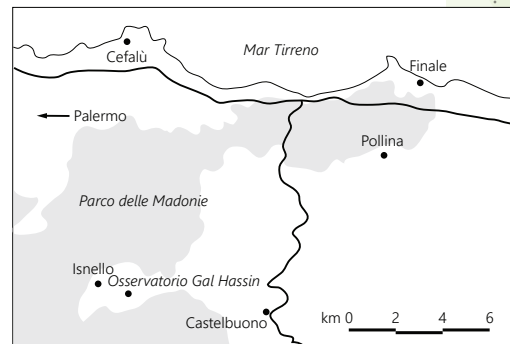 Mar Tirreno
Cefalù
Finale
Palermo
Pollina
Parco delle Madonie
Isnello
Osservatorio Gal Hassin
Castelbuono
km 0 2 4 6